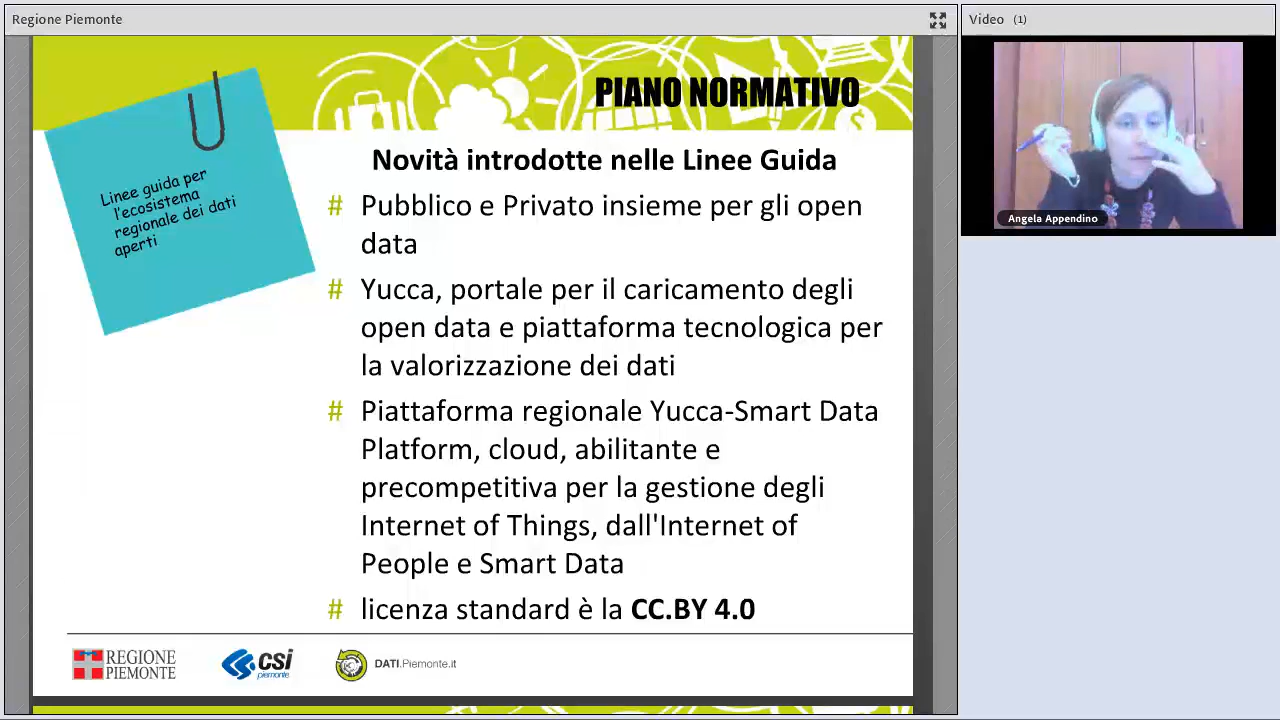 Regione Piemonte
Video (1)
PIANO NORMATIVO
Linee guida per
l'ecosistema
regionale dei dati
aperti
Novità introdotte nelle Linee Guida
# Pubblico e Privato insieme per gli open
data
# Yucca, portale per il caricamento degli
open data e piattaforma tecnologica per
la valorizzazione dei dati
# Piattaforma regionale Yucca-Smart Data
Platform, cloud, abilitante e
precompetitiva per la gestione degli
Internet of Things, dall'Internet of
People e Smart Data
# licenza standard è la CC.BY 4.0
Angela Appendino
REGIONE
PIEMONTE
csi
piemonte
DATI.Piemonte.it